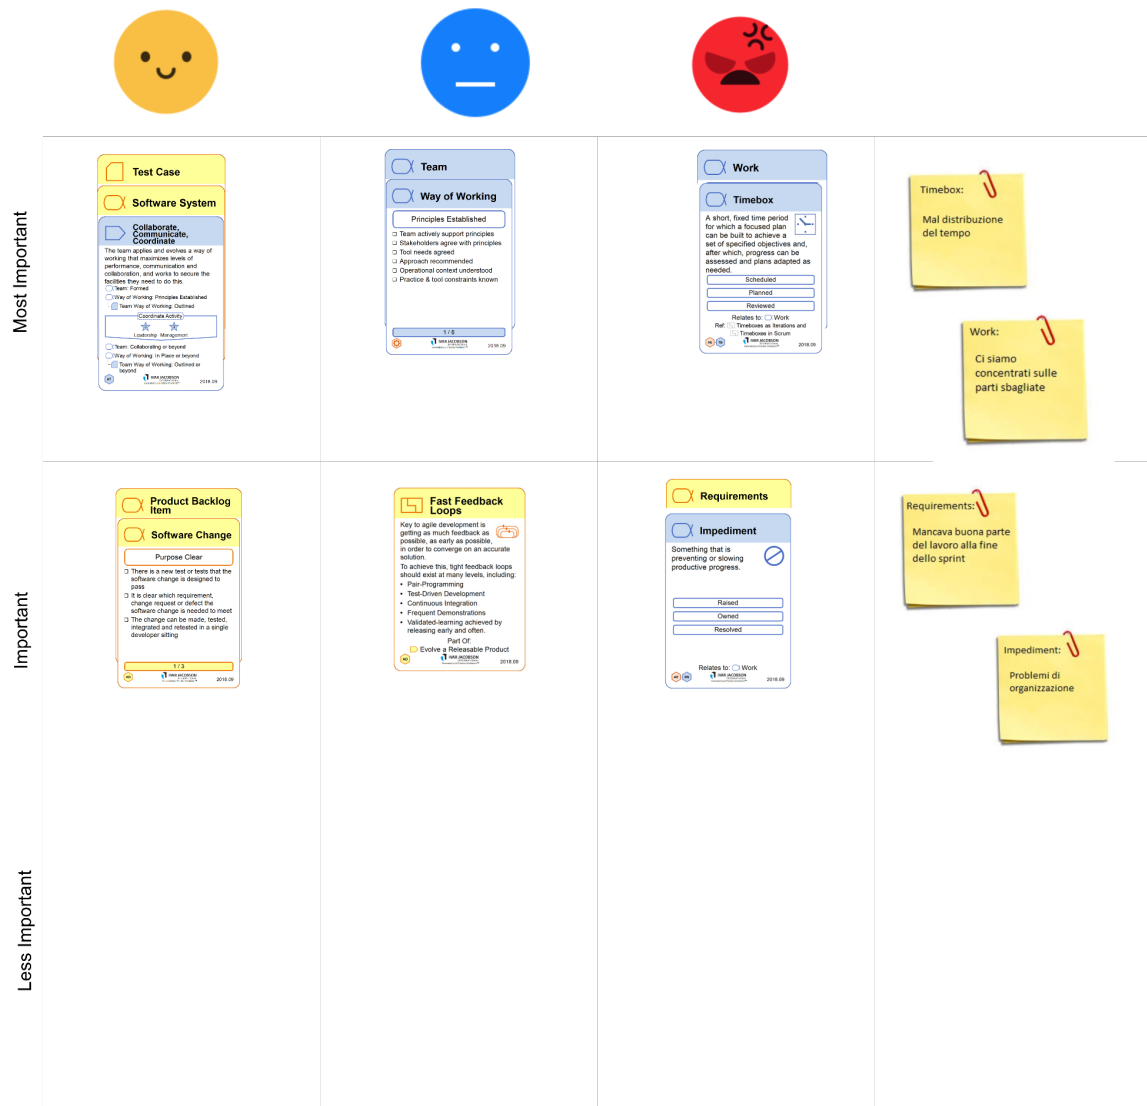 Most Important
Test Case
Software System
Collaborate,
Communicate,
Coordinate
The team applies and evolves a way of
working that maximizes levels of
performance, communication and
collaboration, and works to secure the
facilities they need to do this.
Team: Formed
Way of Working: Principles Established
Team Way of Working: Outlined
Coordinate Activity
Leadership Management
Team: Collaborating or beyond
Way of Working: In Place or beyond
Team Way of Working: Outlined or
beyond
IVAR JACOBSON
2018.09
Team
Way of Working
Principles Established
Team actively support principles
Stakeholders agree with principles
Tool needs agreed
Approach recommended
Operational context understood
Practice & tool constraints known
1 / 6
IVAR JACOBSON
2018.09
Work
Timebox
A short, fixed time period
for which a focused plan
can be built to achieve a
set of specified objectives and,
after which, progress can be
assessed and plans adapted as
needed.
Scheduled
Planned
Reviewed
Relates to: Work
Ref: Timeboxes as Iterations and
Timeboxes in Scrum
IVAR JACOBSON
2018.09
Timebox:
Mal distribuzione
del tempo
Work:
Ci siamo
concentrati sulle
parti sbagliate
Important
Product Backlog
Item
Software Change
Purpose Clear
There is a new test or tests that the
software change is designed to
pass
It is clear which requirement,
change request or defect the
software change is needed to meet
The change can be made, tested,
integrated and retested in a single
developer sitting
1 / 3
IVAR JACOBSON
2018.09
Fast Feedback
Loops
Key to agile development is
getting as much feedback as
possible, as early as possible,
in order to converge on an accurate
solution.
To achieve this, tight feedback loops
should exist at many levels, including:
• Pair-Programming
• Test-Driven Development
• Continuous Integration
• Frequent Demonstrations
• Validated-learning achieved by
releasing early and often.
Part Of:
Evolve a Releasable Product
IVAR JACOBSON
2018.09
Requirements
Impediment
Something that is
preventing or slowing
productive progress.
Raised
Owned
Resolved
Relates to: Work
IVAR JACOBSON
2018.09
Requirements:
Mancava buona parte
del lavoro alla fine
dello sprint
Impediment:
Problemi di
organizzazione
Less Important